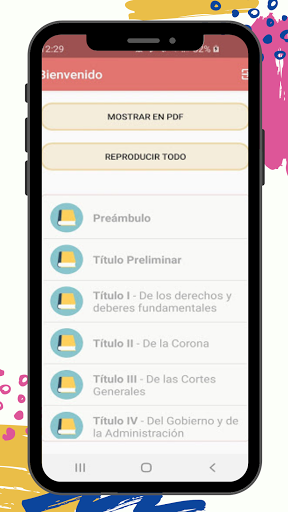 12:29
52%
Bienvenido
MOSTRAR EN PDF
REPRODUCIR TODO
Preámbulo
Título Preliminar
Título I - De los derechos y
deberes fundamentales
Título II - De la Corona
Título III - De las Cortes
Generales
Título IV - Del Gobierno y de
la Administración